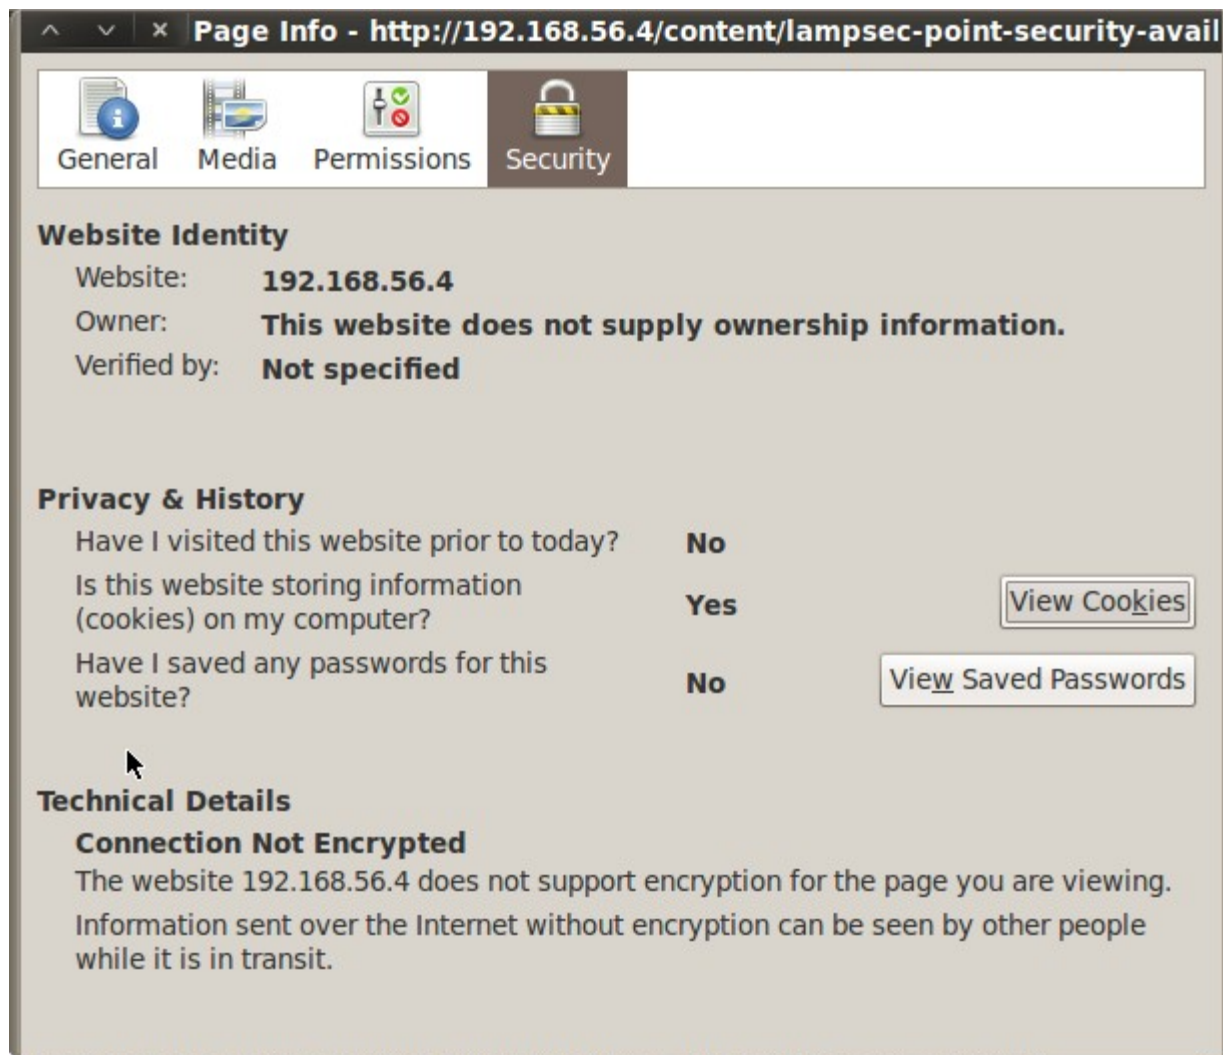 Page Info - http://192.168.56.4/content/lampsec-point-security-avail
General Media Permissions Security
Website Identity
Website: 192.168.56.4
Owner: This website does not supply ownership information.
Verified by: Not specified
Privacy & History
Have I visited this website prior to today? No
Is this website storing information
(cookies) on my computer? Yes View Cookies
Have I saved any passwords for this
website? No View Saved Passwords
Technical Details
Connection Not Encrypted
The website 192.168.56.4 does not support encryption for the page you are viewing.
Information sent over the Internet without encryption can be seen by other people
while it is in transit.